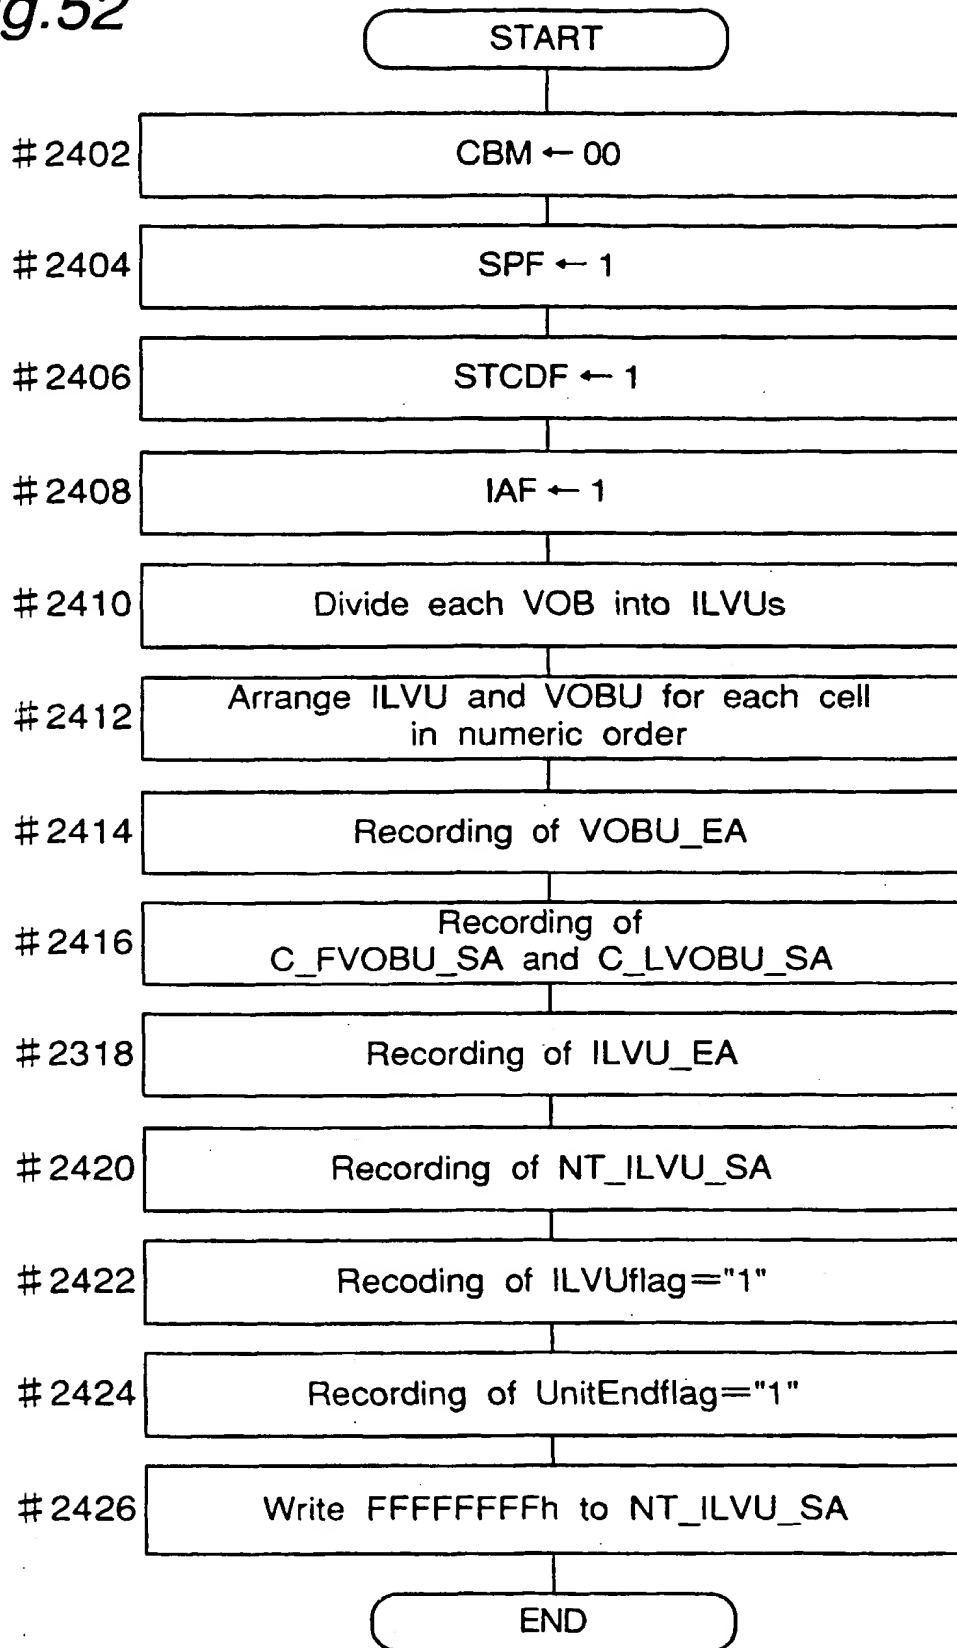 g.52
START
#2402 CBM ← 00
#2404 SPF ← 1
#2406 STCDF ← 1
#2408 IAF ← 1
#2410 Divide each VOB into ILVUs
#2412 Arrange ILVU and VOBU for each cell
in numeric order
#2414 Recording of VOBU_EA
#2416 Recording of
C_FVOBU_SA and C_LVOBU_SA
#2318 Recording of ILVU_EA
#2420 Recording of NT_ILVU_SA
#2422 Recoding of ILVUflag="1"
#2424 Recording of UnitEndflag="1"
#2426 Write FFFFFFFFh to NT_ILVU_SA
END